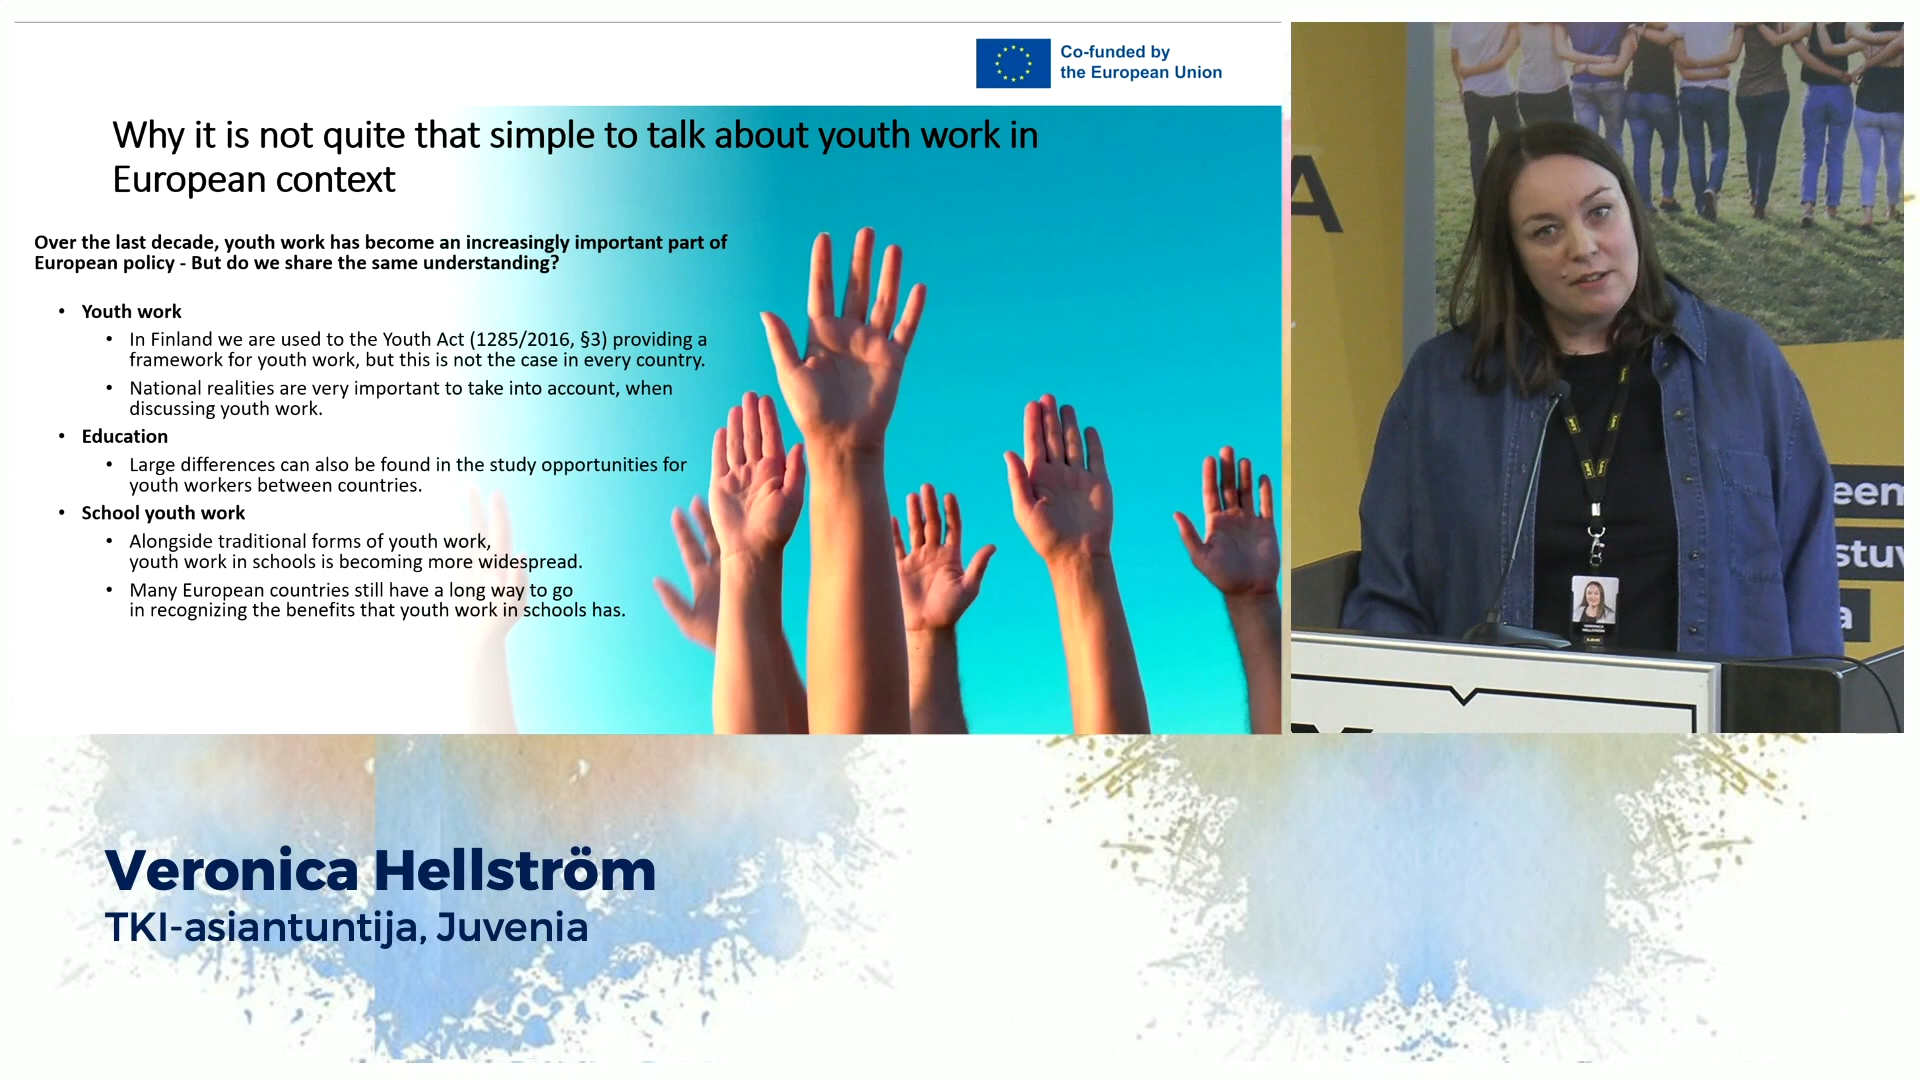 Co-funded by
the European Union
Why it is not quite that simple to talk about youth work in
European context
Over the last decade, youth work has become an increasingly important part of
European policy - But do we share the same understanding?
• Youth work
• In Finland we are used to the Youth Act (1285/2016, §3) providing a
framework for youth work, but this is not the case in every country.
• National realities are very important to take into account, when
discussing youth work.
• Education
• Large differences can also be found in the study opportunities for
youth workers between countries.
• School youth work
• Alongside traditional forms of youth work,
youth work in schools is becoming more widespread.
• Many European countries still have a long way to go
in recognizing the benefits that youth work in schools has.
A
een
stuv
a
VERONICA
HELLSTRÖM
Veronica Hellström
TKI-asiantuntija, Juvenia